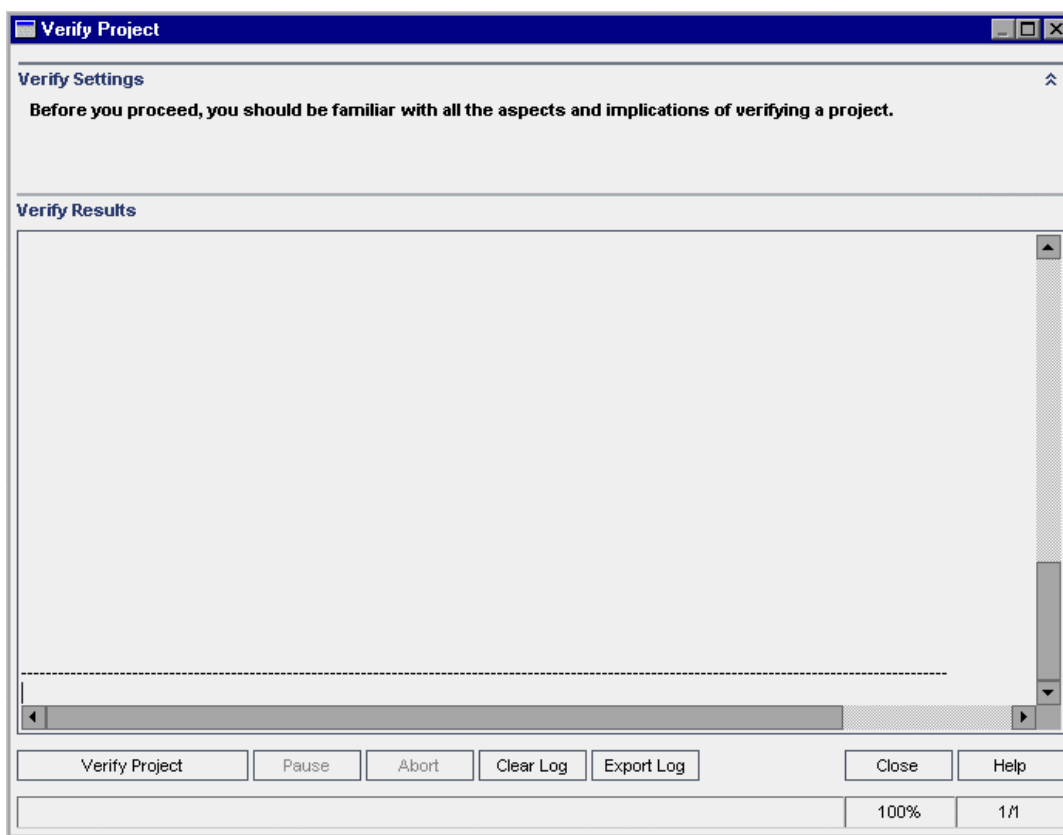 Verify Project
Verify Settings
Before you proceed, you should be familiar with all the aspects and implications of verifying a project.
Verify Results
--------------------------------------------------------------------------------------------------------------------------------------------------------
Verify Project Pause Abort Clear Log Export Log Close Help
100% 1/1